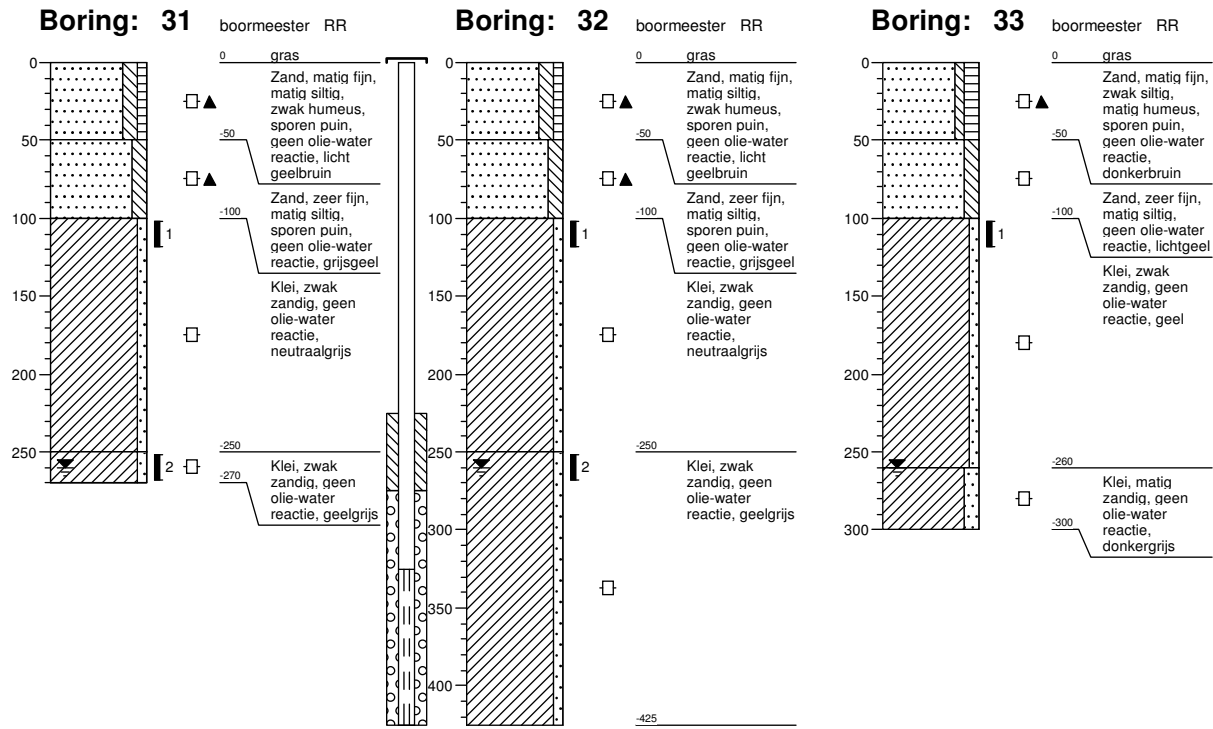 Boring: 31 boormeester RR
0
50
100
150
200
250
300
350
400
1
2
0 gras
Zand, matig fijn,
matig siltig,
zwak humeus,
sporen puin,
geen olie-water
reactie, licht
geelbruin
-50
Zand, zeer fijn,
matig siltig,
sporen puin,
geen olie-water
reactie, grijsgeel
-100
Klei, zwak
zandig, geen
olie-water
reactie,
neutraalgrijs
-250
Klei, zwak
zandig, geen
olie-water
reactie, geelgrijs
-270
Boring: 32 boormeester RR
0
50
100
150
200
250
300
350
400
1
2
0 gras
Zand, matig fijn,
matig siltig,
zwak humeus,
sporen puin,
geen olie-water
reactie, licht
geelbruin
-50
Zand, zeer fijn,
matig siltig,
sporen puin,
geen olie-water
reactie, grijsgeel
-100
Klei, zwak
zandig, geen
olie-water
reactie,
neutraalgrijs
-250
Klei, zwak
zandig, geen
olie-water
reactie, geelgrijs
-425
Boring: 33 boormeester RR
0
50
100
150
200
250
300
1
0 gras
Zand, matig fijn,
zwak siltig,
matig humeus,
sporen puin,
geen olie-water
reactie,
donkerbruin
-50
Zand, zeer fijn,
matig siltig,
geen olie-water
reactie, lichtgeel
-100
Klei, zwak
zandig, geen
olie-water
reactie, geel
-260
Klei, matig
zandig, geen
olie-water
reactie,
donkergrijs
-300